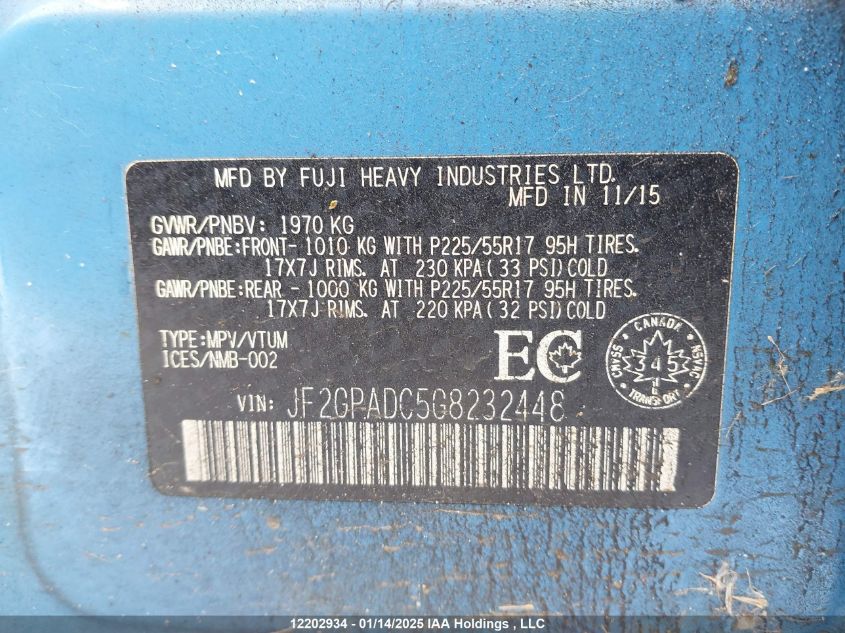 MFD BY FUJI HEAVY INDUSTRIES LTD.
MFD IN 11/15
GVWR/PNBV: 1970 KG
GAWR/PNBE:FRONT- 1010 KG WITH P225/55R17 95H TIRES.
17X7J RIMS. AT 230 KPA(33 PSI)COLD
GAWR/PNBE:REAR - 1000 KG WITH P225/55R17 95H TIRES.
17X7J RIMS. AT 220 KPA(32 PSI)COLD
TYPE:MPV/VTUM
ICES/NMB-002
EC
CANADA
CMVSS
NSVAC
345
TRANSPORT
VIN: JF2GPADC5G8232448
12202934 - 01/14/2025 IAA Holdings, LLC